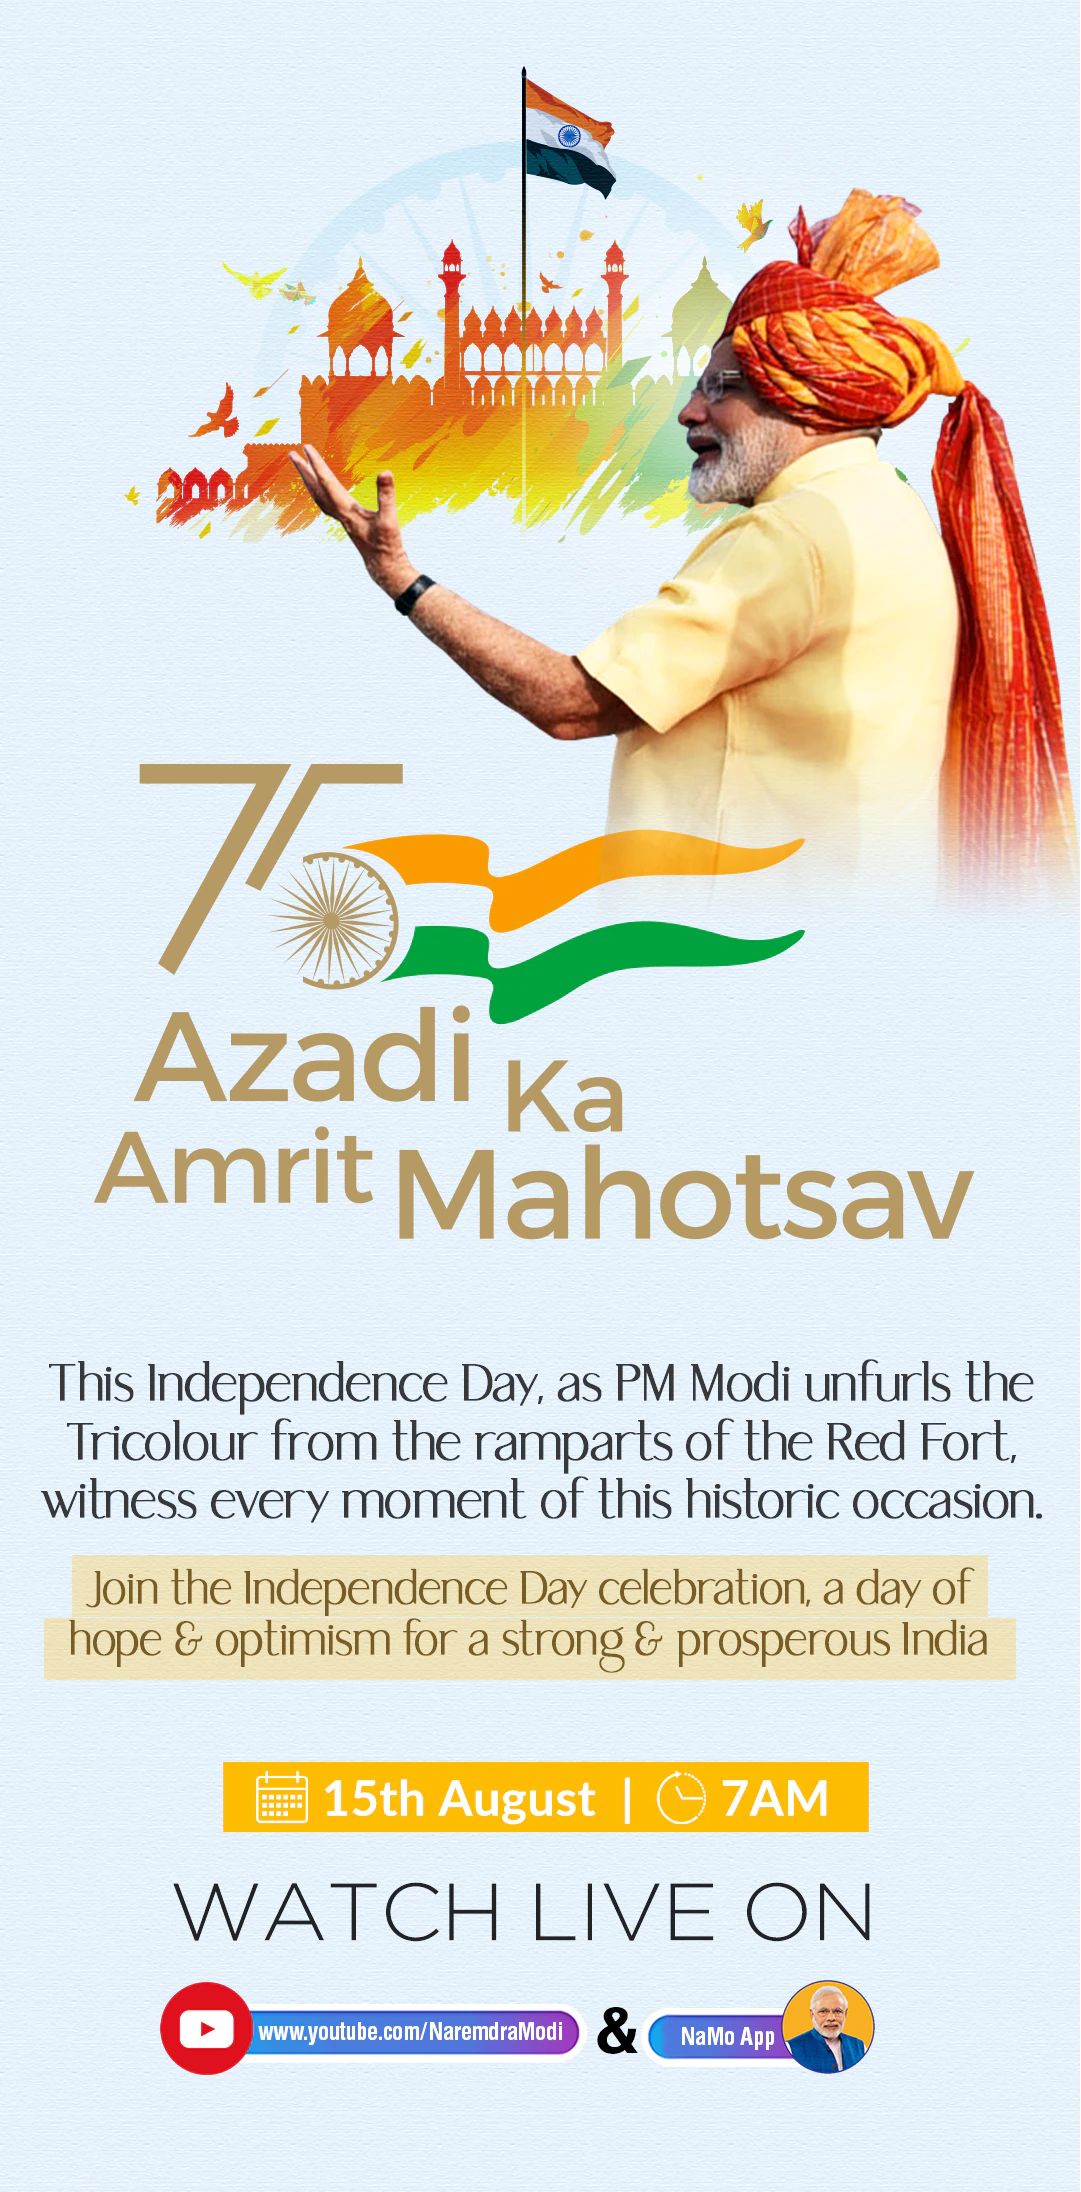 75
Azadi Ka
Amrit Mahotsav
This Independence Day, as PM Modi unfurls the
Tricolour from the ramparts of the Red Fort,
witness every moment of this historic occasion.
Join the Independence Day celebration, a day of
hope & optimism for a strong & prosperous India
15th August | 7AM
WATCH LIVE ON
www.youtube.com/NaremdraModi & NaMo App